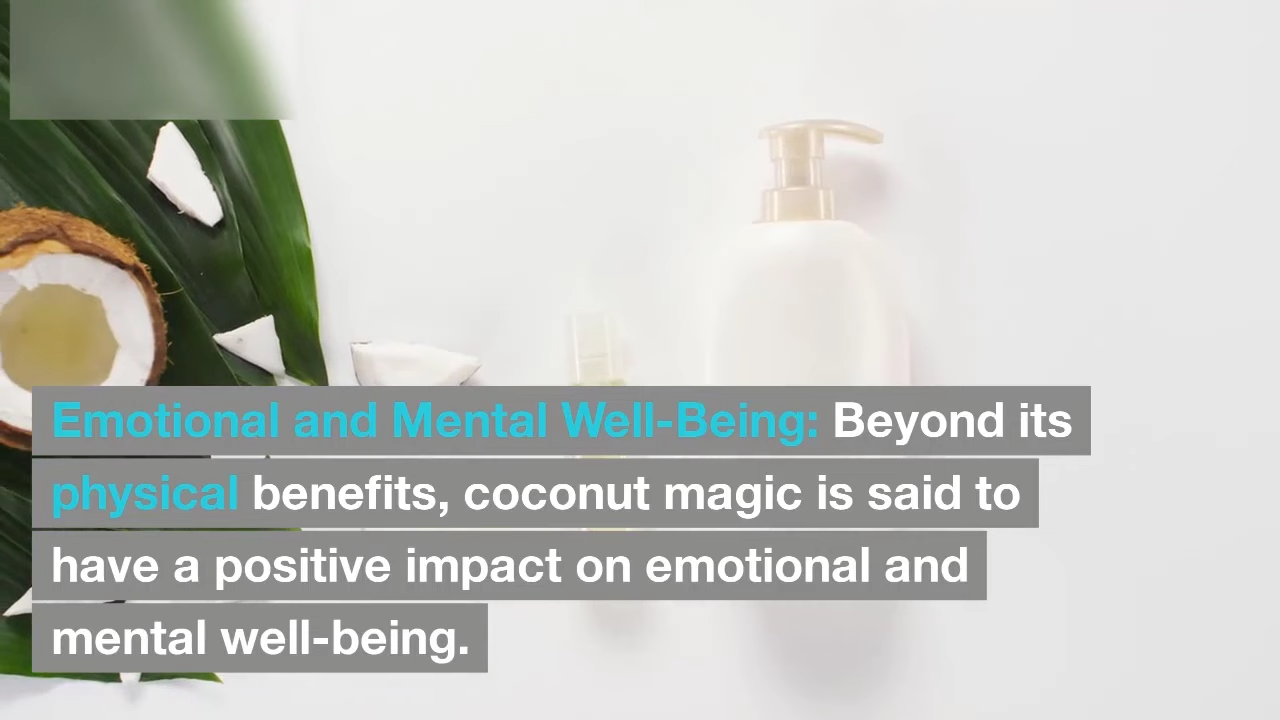 Emotional and Mental Well-Being: Beyond its
physical benefits, coconut magic is said to
have a positive impact on emotional and
mental well-being.